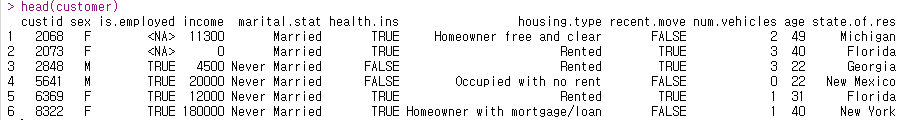 > head(customer)
custid sex is.employed income marital.stat health.ins housing.type recent.move num.vehicles age state.of.res
1 2068 F <NA> 11300 Married TRUE Homeowner free and clear FALSE 2 49 Michigan
2 2073 F <NA> 0 Married TRUE Rented TRUE 3 40 Florida
3 2848 M TRUE 4500 Never Married FALSE Rented TRUE 3 22 Georgia
4 5641 M TRUE 20000 Never Married FALSE Occupied with no rent FALSE 0 22 New Mexico
5 6369 F TRUE 12000 Never Married TRUE Rented TRUE 1 31 Florida
6 8322 F TRUE 180000 Never Married TRUE Homeowner with mortgage/loan FALSE 1 40 New York